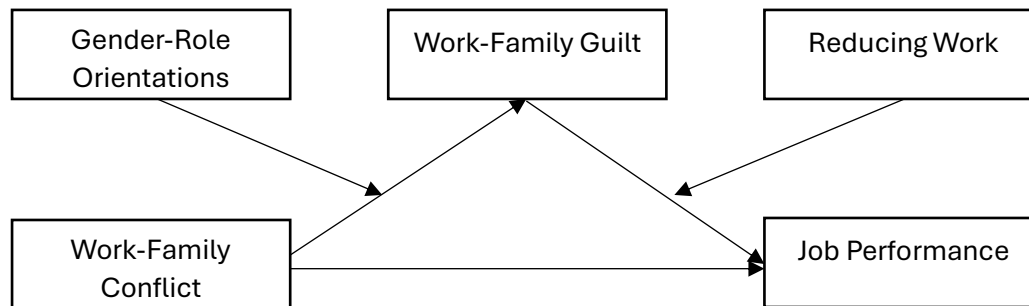 Gender-Role
Orientations
Work-Family Guilt
Reducing Work
Work-Family
Conflict
Job Performance